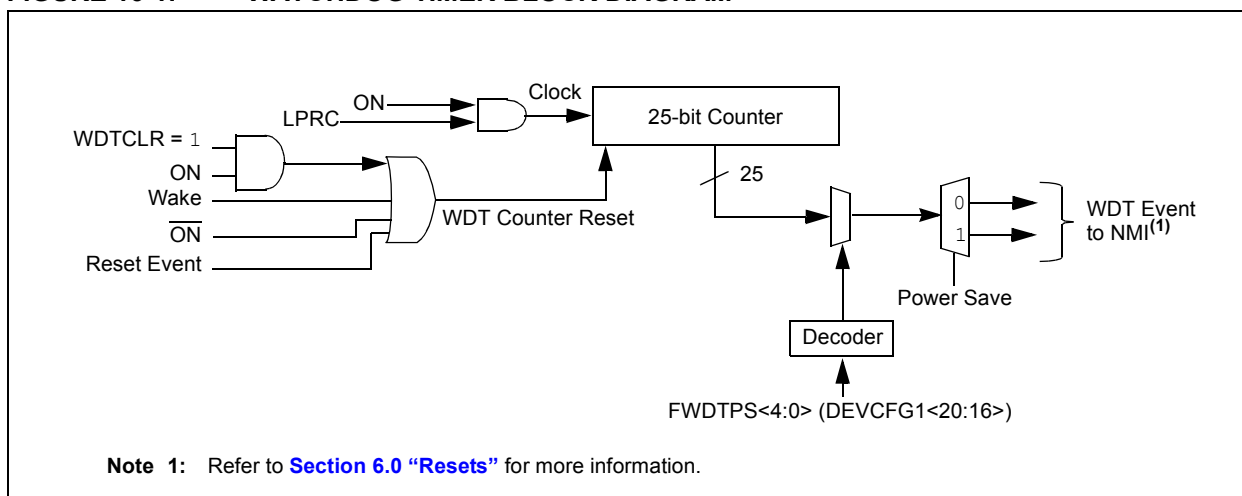 ON
Clock
LPRC
25-bit Counter
WDTCLR = 1
ON
25
Wake
WDT Counter Reset
0
1
WDT Event
to NMI(1)
ON
Reset Event
Power Save
Decoder
FWDTPS<4:0> (DEVCFG1<20:16>)
Note 1: Refer to Section 6.0 “Resets” for more information.